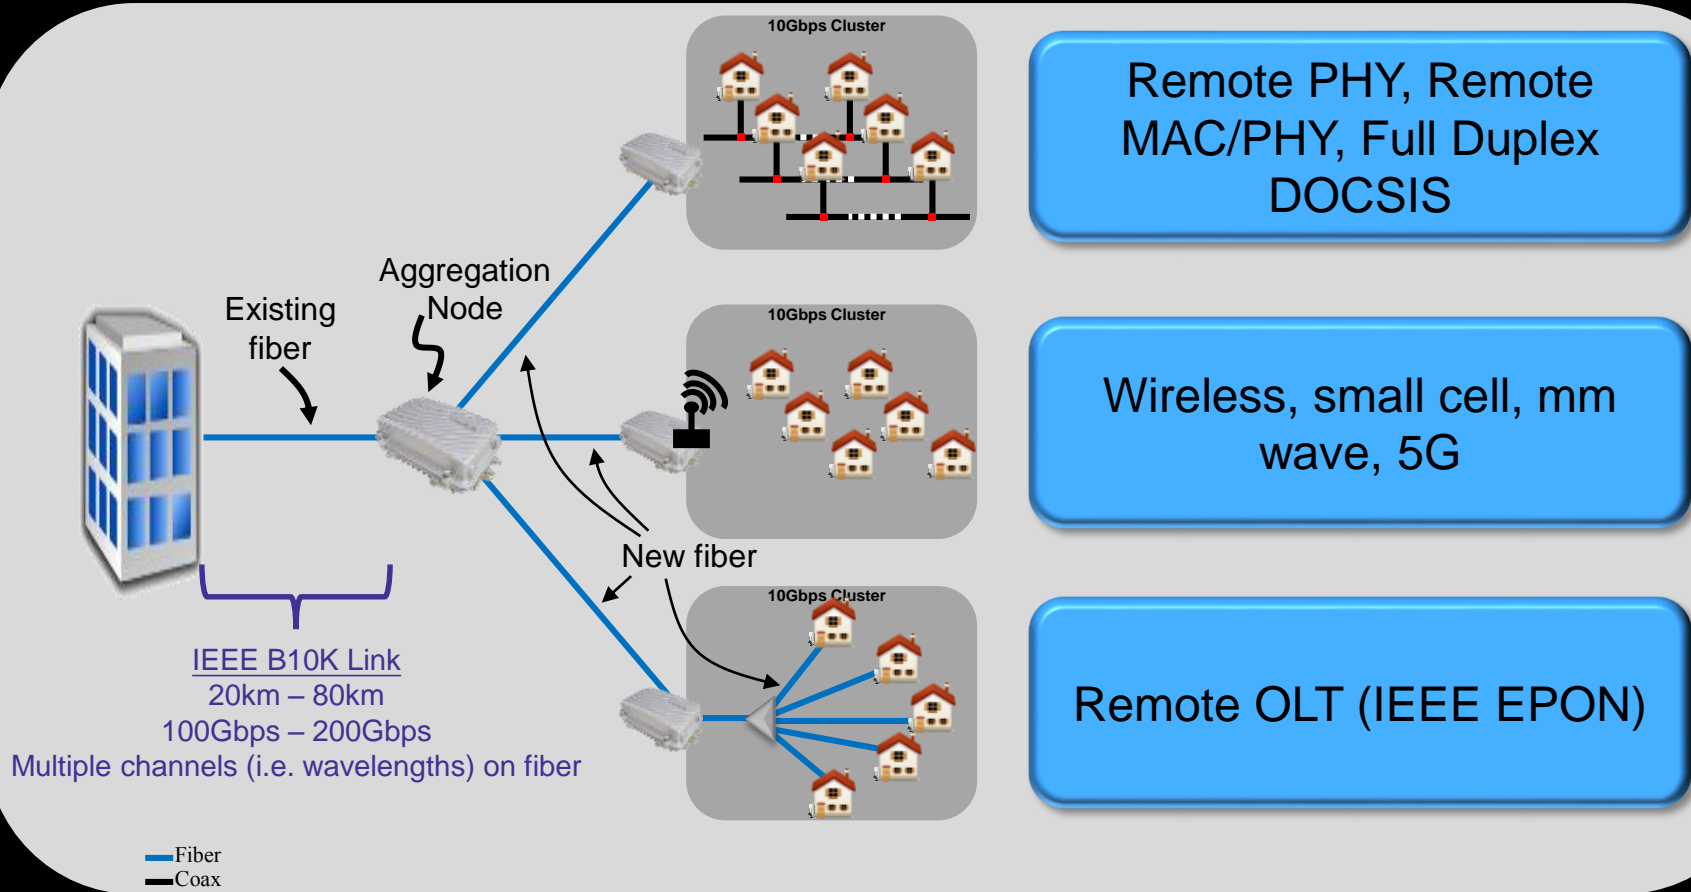 10Gbps Cluster
Remote PHY, Remote
MAC/PHY, Full Duplex
DOCSIS
Aggregation
Node
Existing
fiber
10Gbps Cluster
Wireless, small cell, mm
wave, 5G
New fiber
10Gbps Cluster
Remote OLT (IEEE EPON)
IEEE B10K Link
20km – 80km
100Gbps – 200Gbps
Multiple channels (i.e. wavelengths) on fiber
Fiber
Coax